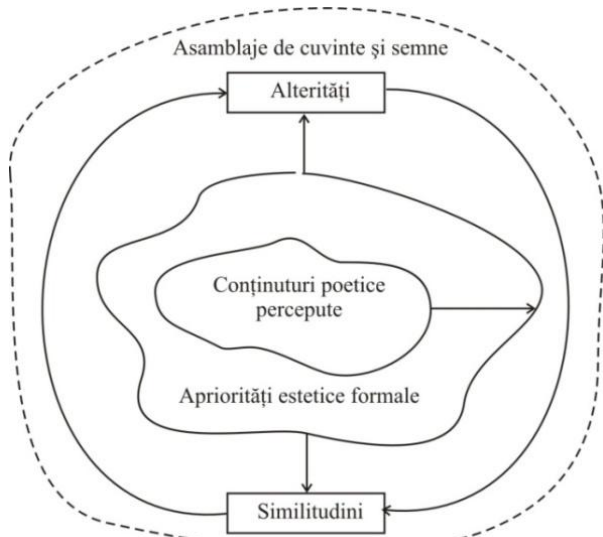 Asamblaje de cuvinte și semne
Alterități
Conținuturi poetice
percepute
Apriorități estetice formale
Similitudini